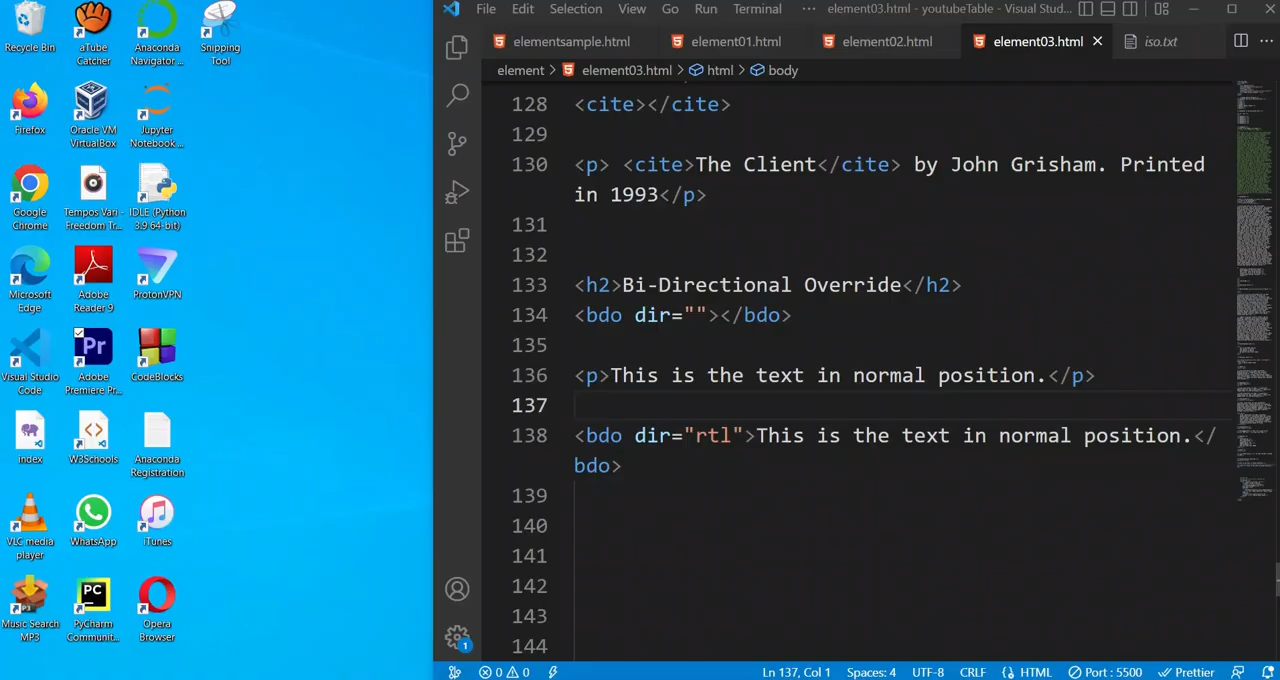 Recycle Bin
aTube Catcher
Anaconda Navigator ...
Snipping Tool
Firefox
Oracle VM VirtualBox
Jupyter Notebook ...
Google Chrome
Tempos Vari - Freedom Tr...
IDLE (Python 3.9 64-bit)
Microsoft Edge
Adobe Reader 9
ProtonVPN
Visual Studio Code
Pr
Adobe Premiere Pr...
CodeBlocks
index
W3Schools
Anaconda Registration
VLC media player
WhatsApp
iTunes
Music Search MP3
PC
PyCharm Communit...
Opera Browser
File Edit Selection View Go Run Terminal ··· element03.html - youtubeTable - Visual Stud...
elementsample.html element01.html element02.html element03.html iso.txt
element > element03.html > html > body
128 <cite></cite>
129
130 <p> <cite>The Client</cite> by John Grisham. Printed
in 1993</p>
131
132
133 <h2>Bi-Directional Override</h2>
134 <bdo dir=""></bdo>
135
136 <p>This is the text in normal position.</p>
137
138 <bdo dir="rtl">This is the text in normal position.</
bdo>
139
140
141
142
143
144
1
0 0 Ln 137, Col 1 Spaces: 4 UTF-8 CRLF HTML Port : 5500 Prettier